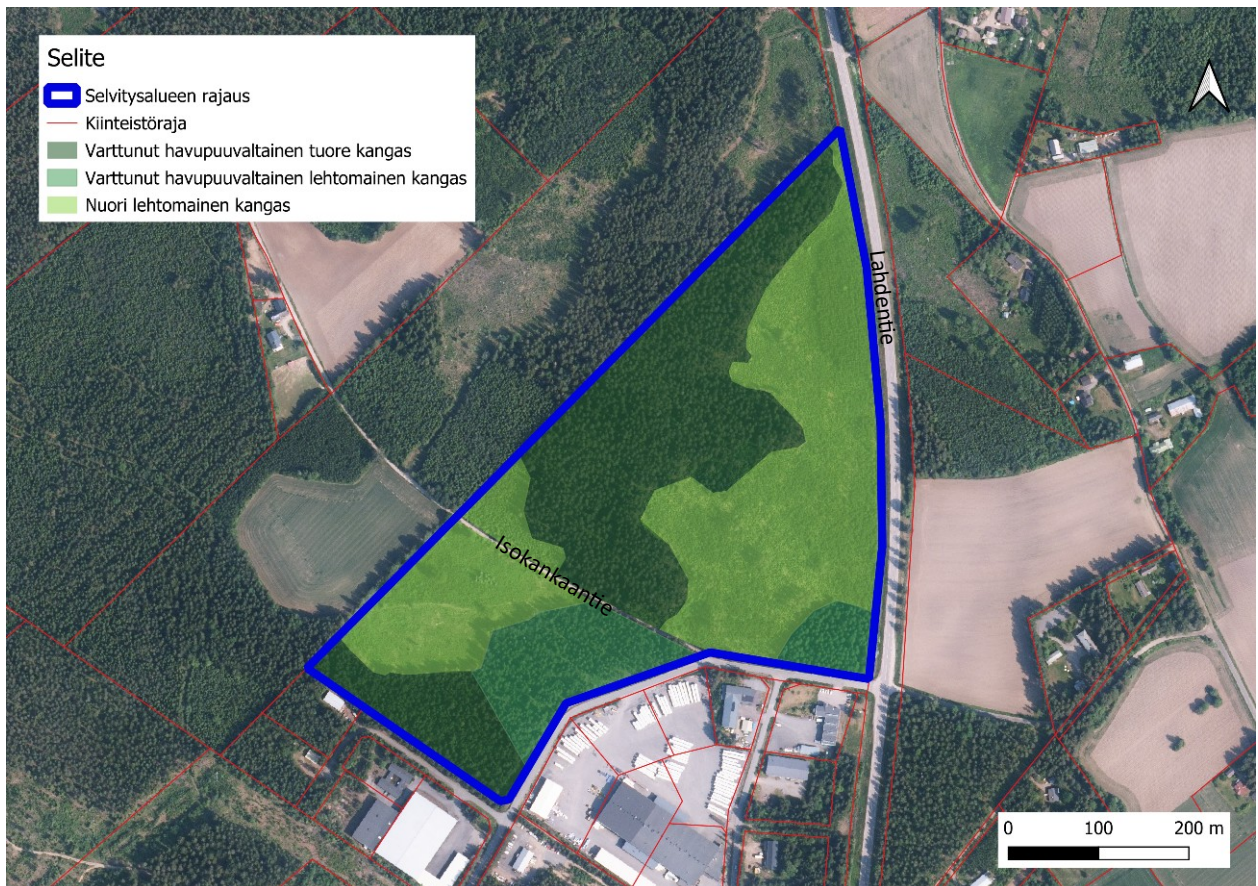 Selite
Selvitysalueen rajaus
Kiinteistöraja
Varttunut havupuuvaltainen tuore kangas
Varttunut havupuuvaltainen lehtomainen kangas
Nuori lehtomainen kangas
Lahdentie
Isokankaantie
0 100 200 m